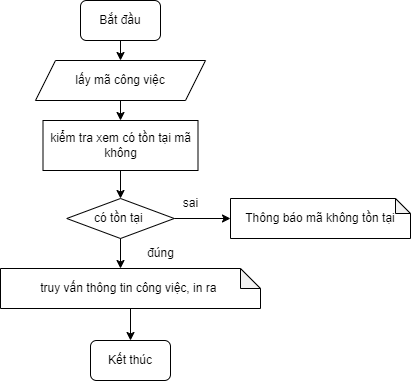 Bắt đầu
lấy mã công việc
kiểm tra xem có tồn tại mã
không
có tồn tại
sai
Thông báo mã không tồn tại
đúng
truy vấn thông tin công việc, in ra
Kết thúc